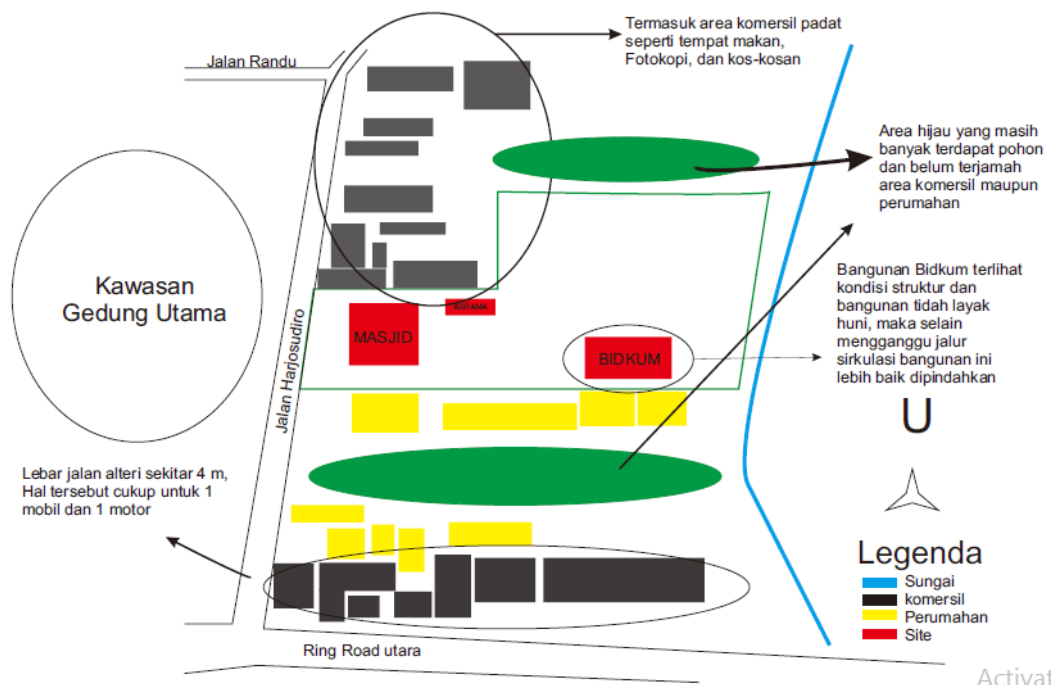 Termasuk area komersil padat
seperti tempat makan,
Fotokopi, dan kos-kosan
Jalan Randu
Area hijau yang masih
banyak terdapat pohon
dan belum terjamah
area komersil maupun
perumahan
Kawasan
Gedung Utama
Bangunan Bidkum terlihat
kondisi struktur dan
bangunan tidak layak
huni, maka selain
mengganggu jalur
sirkulasi bangunan ini
lebih baik dipindahkan
MASJID
BIDKUM
Jalan Harjosudiro
U
Lebar jalan alteri sekitar 4 m,
Hal tersebut cukup untuk 1
mobil dan 1 motor
Legenda
Sungai
komersil
Perumahan
Site
Ring Road utara
Activat